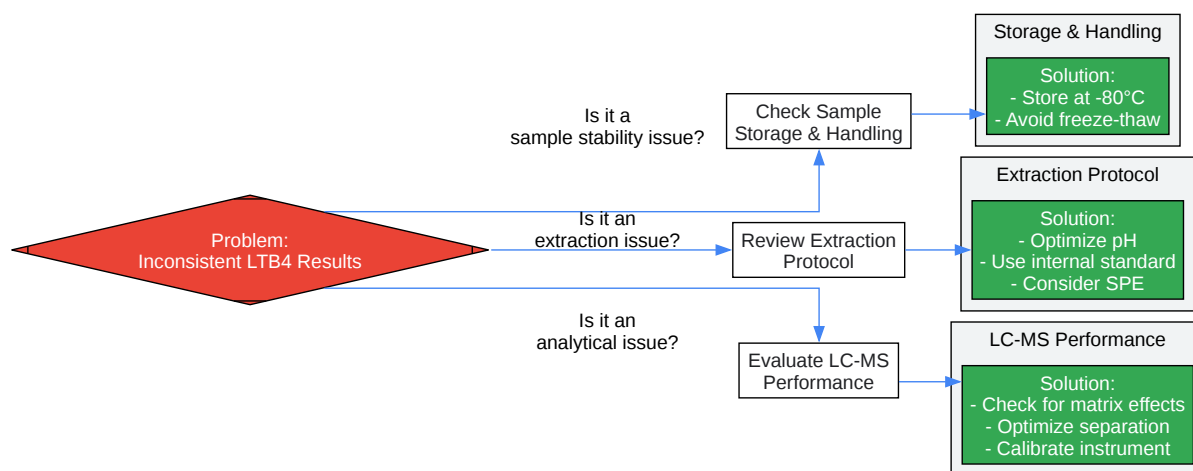 Storage & Handling
Solution:
- Store at -80°C
- Avoid freeze-thaw
Is it a
sample stability issue?
Check Sample
Storage & Handling
Extraction Protocol
Solution:
- Optimize pH
- Use internal standard
- Consider SPE
Problem:
Inconsistent LTB4 Results
Is it an
extraction issue?
Review Extraction
Protocol
Is it an
analytical issue?
Evaluate LC-MS
Performance
LC-MS Performance
Solution:
- Check for matrix effects
- Optimize separation
- Calibrate instrument